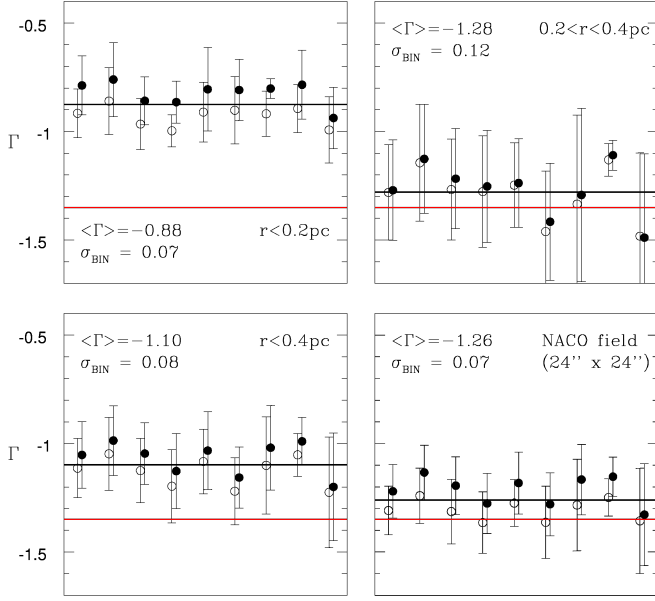 -0.5
-1
-1.5
Γ
<Γ>=−0.88 r<0.2pc
σBIN = 0.07
<Γ>=−1.28 0.2<r<0.4pc
σBIN = 0.12
-0.5
-1
-1.5
Γ
<Γ>=−1.10 r<0.4pc
σBIN = 0.08
<Γ>=−1.26 NACO field
σBIN = 0.07 (24'' x 24'')